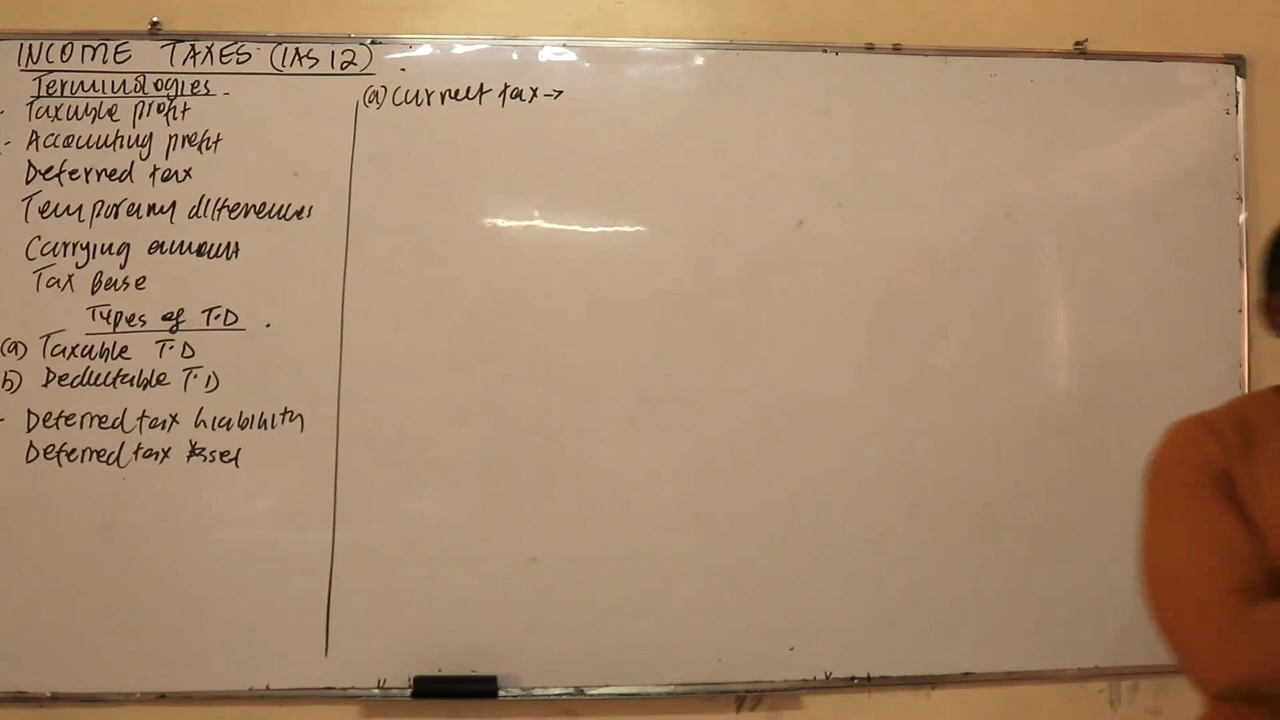 INCOME TAXES (IAS 12)
Terminologies
- Taxable profit
- Accounting profit
Deferred tax
Temporary differences
- Carrying amount
Tax Base
Types of T.D
(a) Taxable T.D
b) Deductable T.D
- Deferred tax liability
Deferred tax Asset
(a) Current tax →